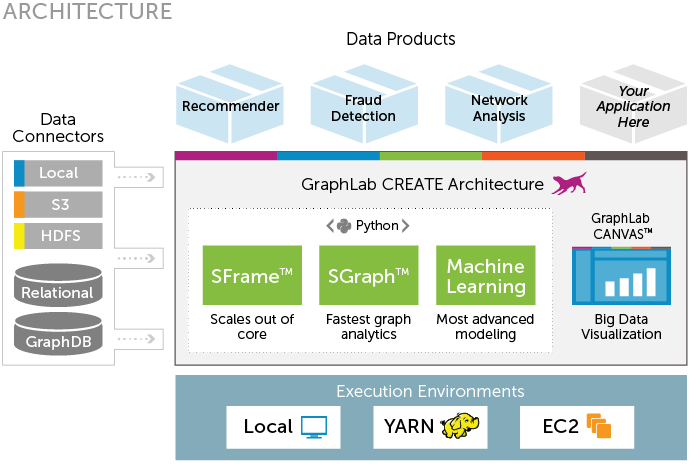 ARCHITECTURE
Data Products
Recommender
Fraud
Detection
Network
Analysis
Your
Application
Here
Data
Connectors
Local
S3
HDFS
Relational
GraphDB
GraphLab CREATE Architecture
Python
SFrame™
Scales out of
core
SGraph™
Fastest graph
analytics
Machine
Learning
Most advanced
modeling
GraphLab
CANVAS™
Big Data
Visualization
Execution Environments
Local
YARN
EC2